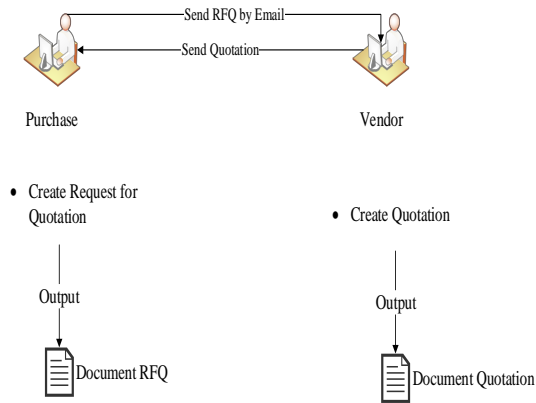 Send RFQ by Email
Send Quotation
Purchase
Vendor
• Create Request for
Quotation
• Create Quotation
Output
Output
Document RFQ
Document Quotation